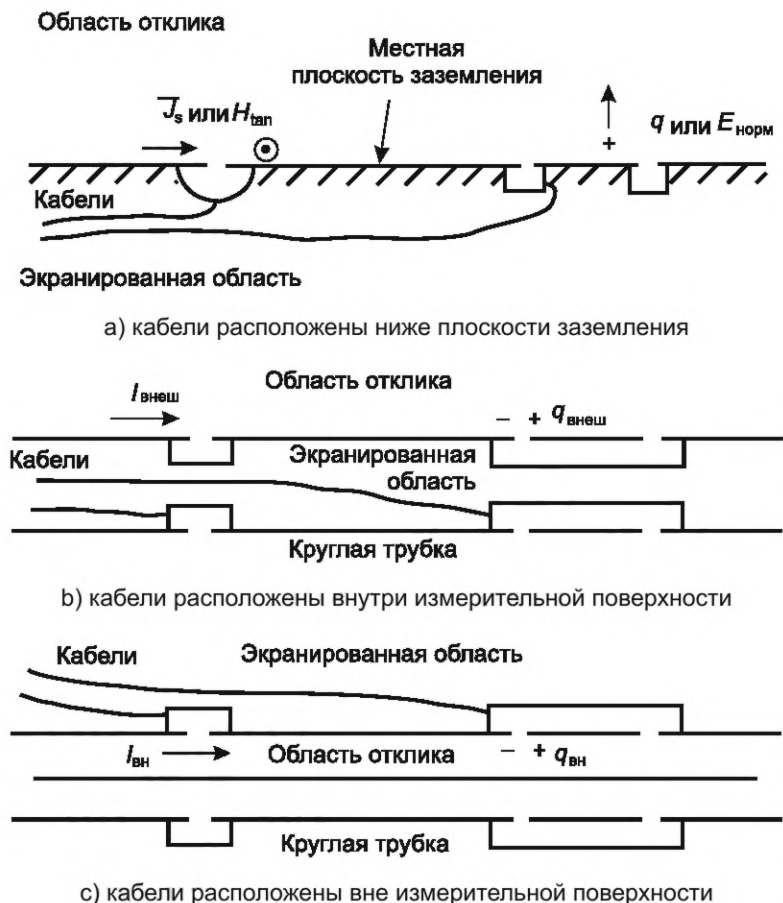 Область отклика
Местная
плоскость заземления
J̅s или Htan
q или Eнорм
+
Кабели
Экранированная область
a) кабели расположены ниже плоскости заземления
Область отклика
Iвнеш
– + qвнеш
Кабели
Экранированная
область
Круглая трубка
b) кабели расположены внутри измерительной поверхности
Кабели
Экранированная область
Iвн
Область отклика
– + qвн
Круглая трубка
c) кабели расположены вне измерительной поверхности